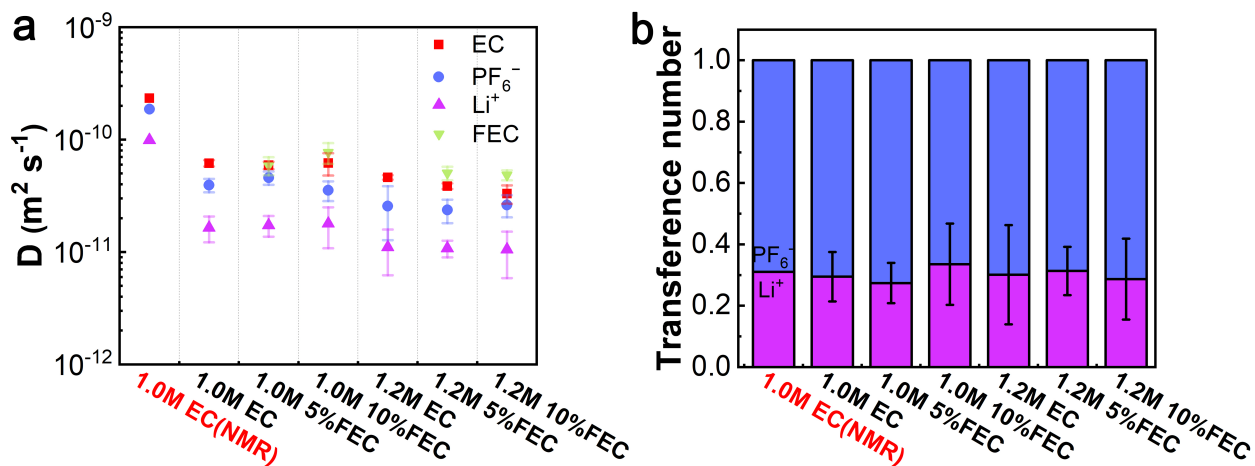 a
D (m² s⁻¹)
10⁻⁹
10⁻¹⁰
10⁻¹¹
10⁻¹²
EC
PF₆⁻
Li⁺
FEC
1.0M EC(NMR)
1.0M EC
1.0M 5%FEC
1.0M 10%FEC
1.2M EC
1.2M 5%FEC
1.2M 10%FEC
b
Transference number
1.0
0.8
0.6
0.4
0.2
0.0
PF₆⁻
Li⁺
1.0M EC(NMR)
1.0M EC
1.0M 5%FEC
1.0M 10%FEC
1.2M EC
1.2M 5%FEC
1.2M 10%FEC